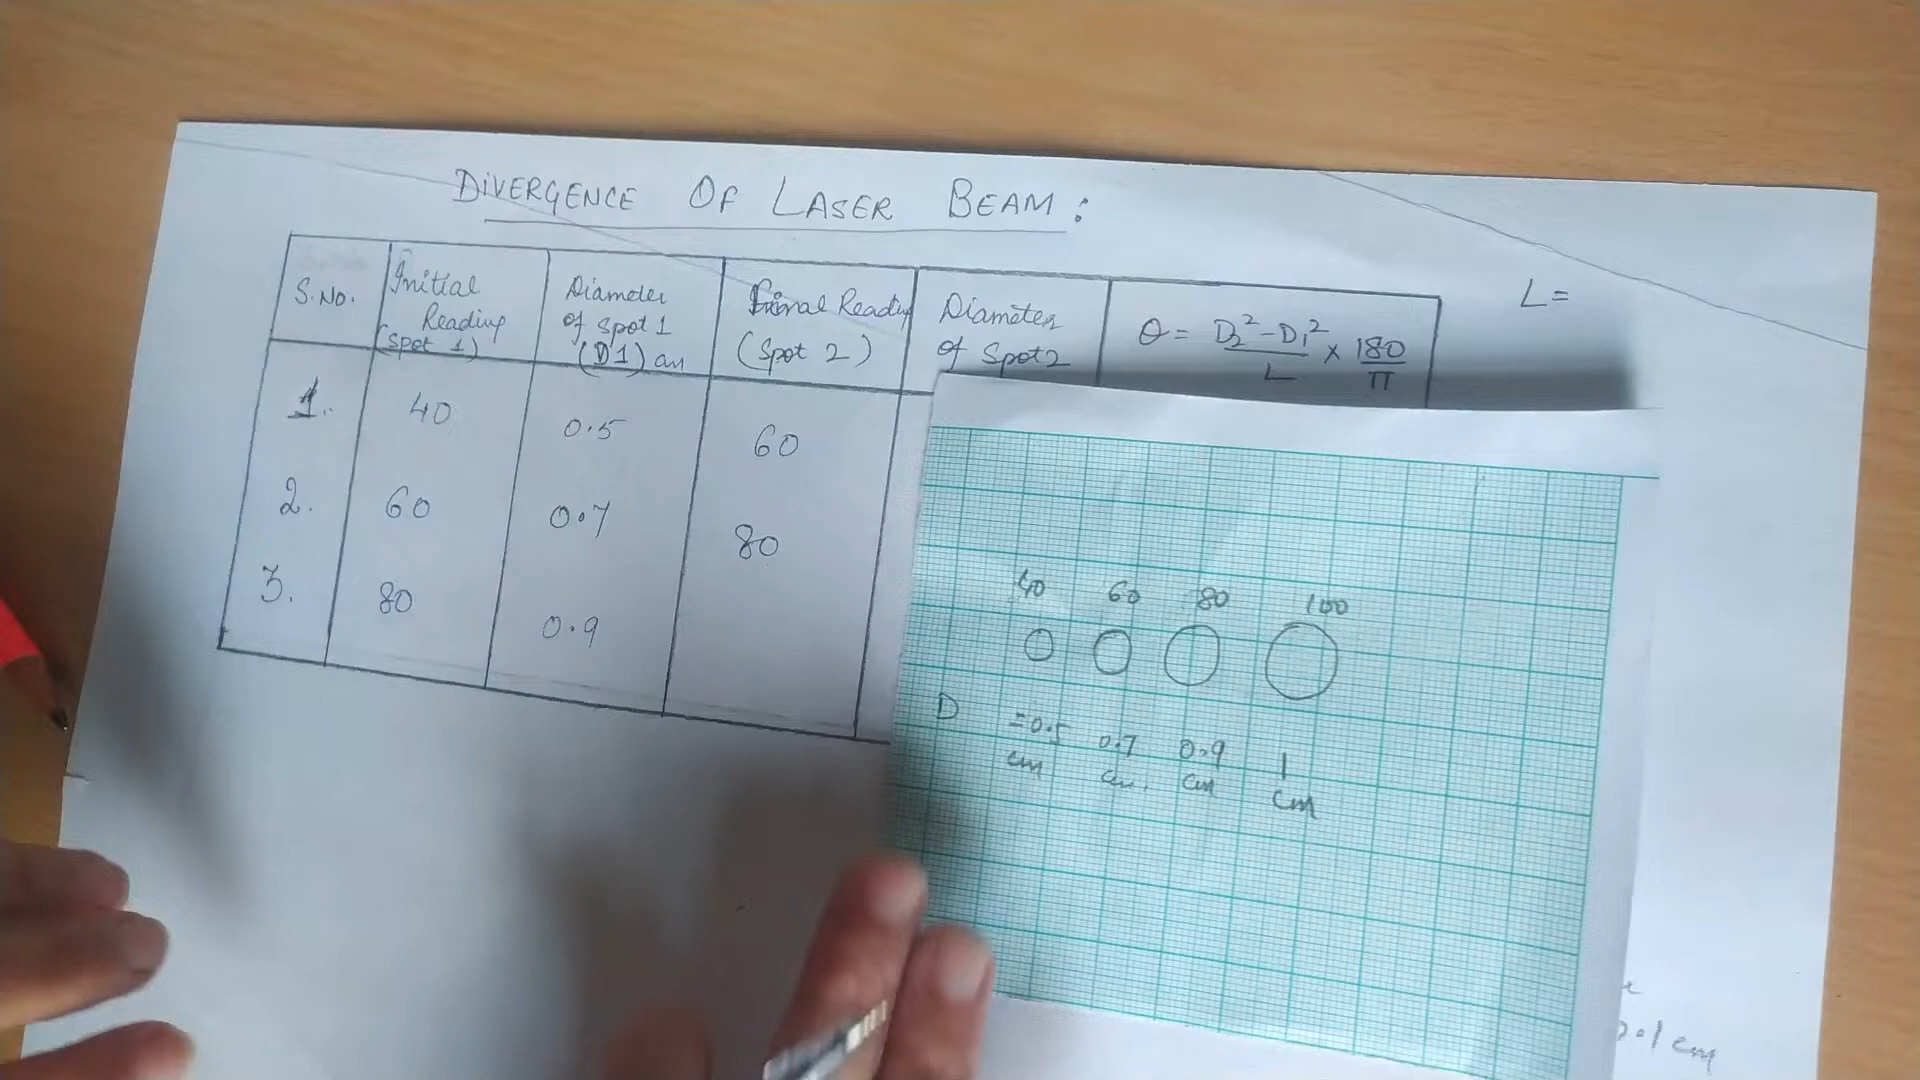 DIVERGENCE OF LASER BEAM:
S.No.
Initial
Reading
(Spot 1)
Diameter
of Spot 1
(D1) cm
Final Reading
(Spot 2)
Diameter
of Spot 2
θ = D₂² - D₁² / L × 180 / π
L =
1. 40 0.5 60
2. 60 0.7 80
3. 80 0.9
40 60 80 100
D = 0.5 0.7 0.9 1
cm cm. cm cm